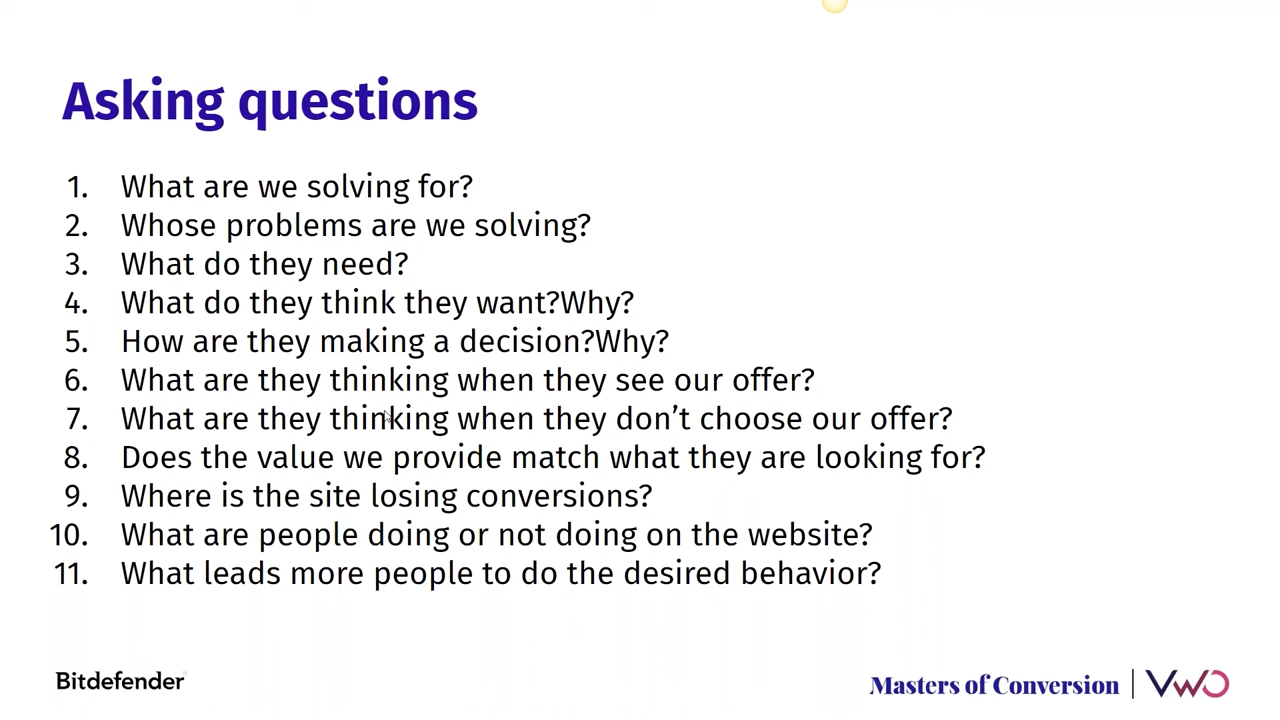 Asking questions
1. What are we solving for?
2. Whose problems are we solving?
3. What do they need?
4. What do they think they want?Why?
5. How are they making a decision?Why?
6. What are they thinking when they see our offer?
7. What are they thinking when they don’t choose our offer?
8. Does the value we provide match what they are looking for?
9. Where is the site losing conversions?
10. What are people doing or not doing on the website?
11. What leads more people to do the desired behavior?
Bitdefender
Masters of Conversion | VWO